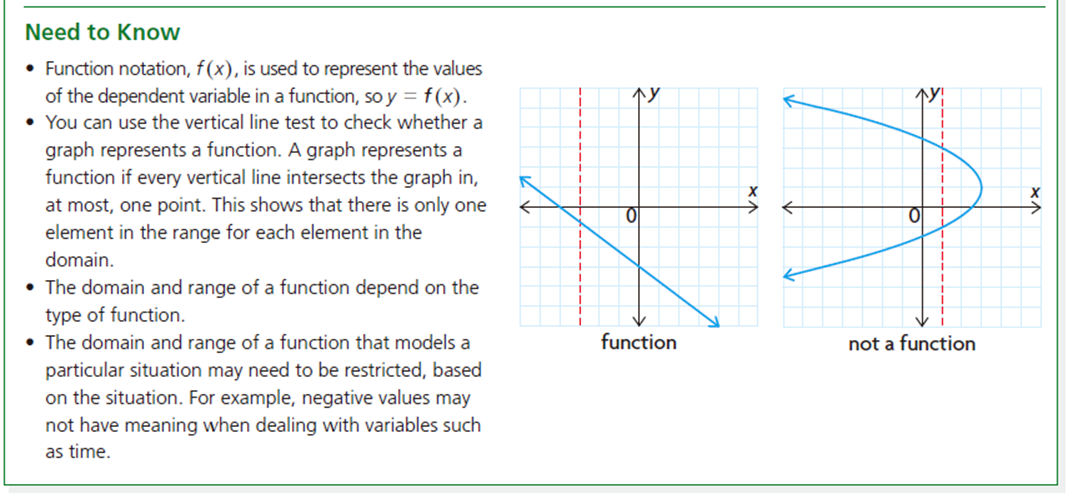 Need to Know
• Function notation, f(x), is used to represent the values
of the dependent variable in a function, so y = f(x).
• You can use the vertical line test to check whether a
graph represents a function. A graph represents a
function if every vertical line intersects the graph in,
at most, one point. This shows that there is only one
element in the range for each element in the
domain.
• The domain and range of a function depend on the
type of function.
• The domain and range of a function that models a
particular situation may need to be restricted, based
on the situation. For example, negative values may
not have meaning when dealing with variables such
as time.
y
x
0
function
y
x
0
not a function